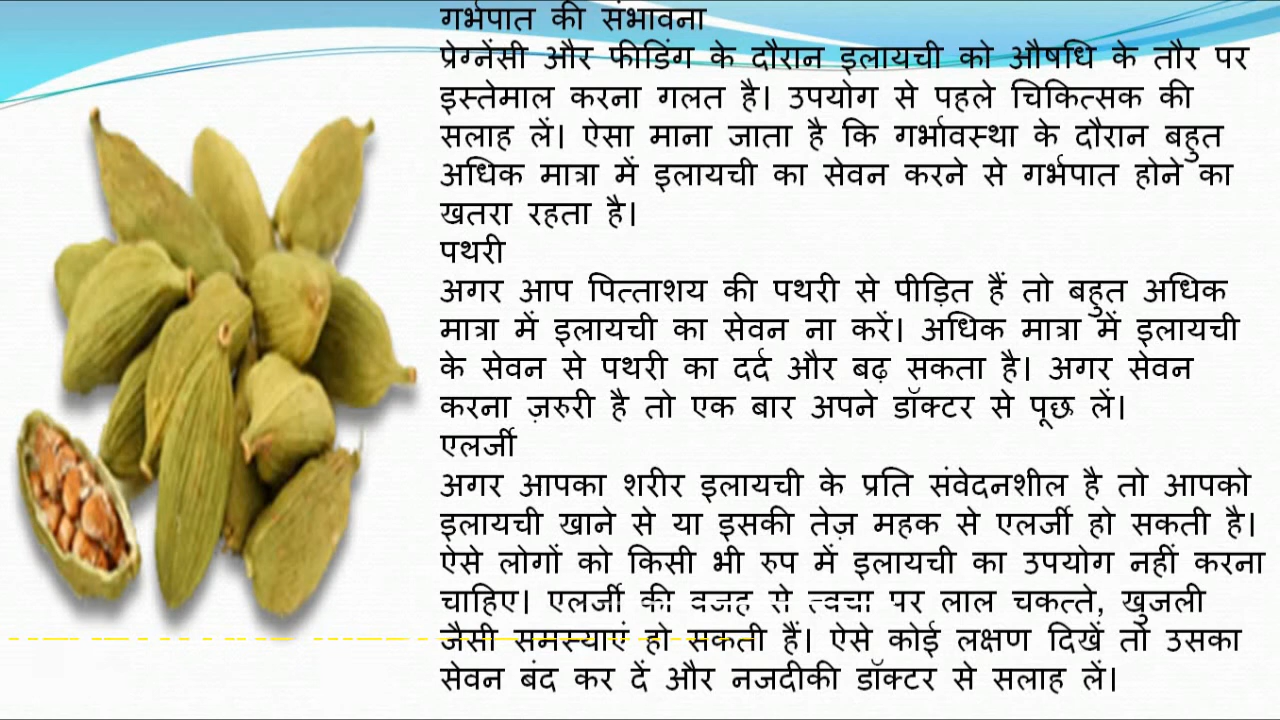 गर्भपात की संभावना
प्रेग्नेंसी और फीडिंग के दौरान इलायची को औषधि के तौर पर
इस्तेमाल करना गलत है। उपयोग से पहले चिकित्सक की
सलाह लें। ऐसा माना जाता है कि गर्भावस्था के दौरान बहुत
अधिक मात्रा में इलायची का सेवन करने से गर्भपात होने का
खतरा रहता है।
पथरी
अगर आप पित्ताशय की पथरी से पीड़ित हैं तो बहुत अधिक
मात्रा में इलायची का सेवन ना करें। अधिक मात्रा में इलायची
के सेवन से पथरी का दर्द और बढ़ सकता है। अगर सेवन
करना ज़रुरी है तो एक बार अपने डॉक्टर से पूछ लें।
एलर्जी
अगर आपका शरीर इलायची के प्रति संवेदनशील है तो आपको
इलायची खाने से या इसकी तेज़ महक से एलर्जी हो सकती है।
ऐसे लोगों को किसी भी रुप में इलायची का उपयोग नहीं करना
चाहिए। एलर्जी की वजह से त्वचा पर लाल चकत्ते, खुजली
जैसी समस्याएं हो सकती हैं। ऐसे कोई लक्षण दिखें तो उसका
सेवन बंद कर दें और नजदीकी डॉक्टर से सलाह लें।